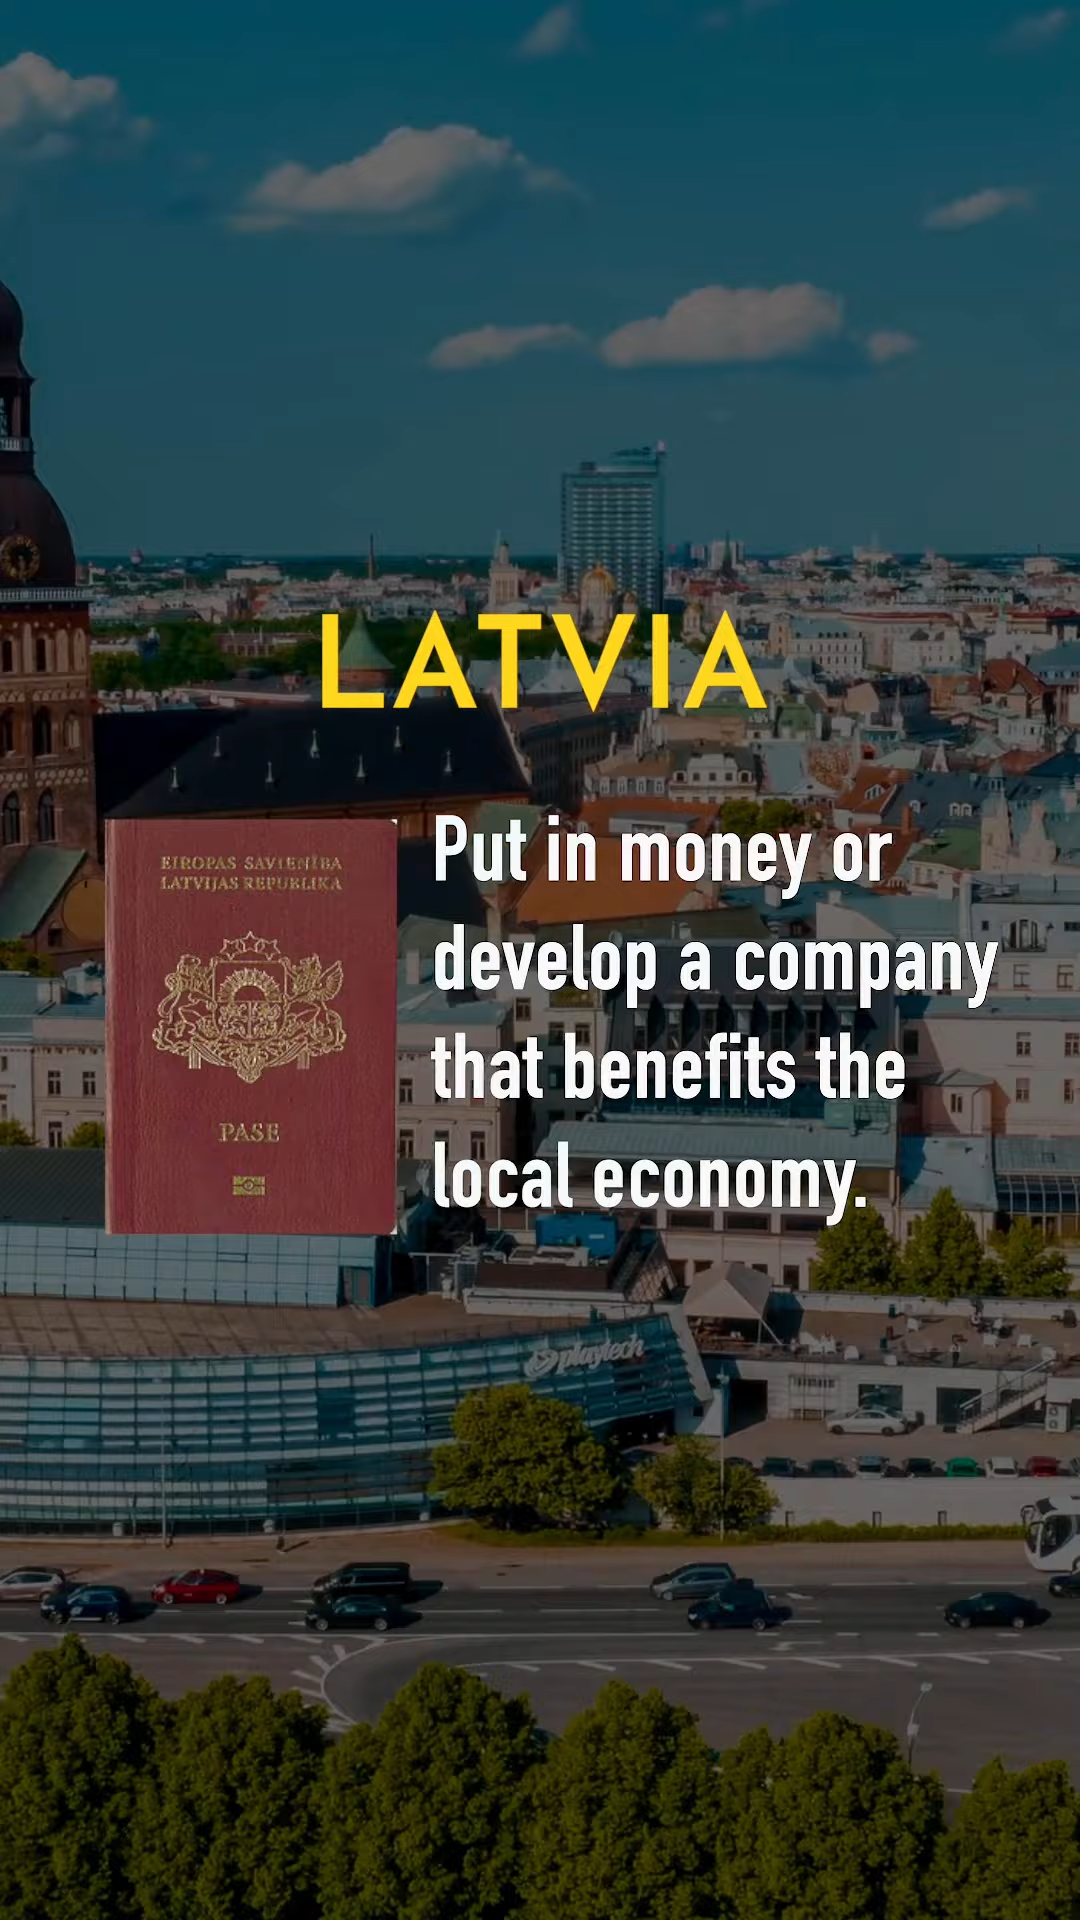 LATVIA
EIROPAS SAVIENĪBA
LATVIJAS REPUBLIKA
PASE
Put in money or
develop a company
that benefits the
local economy.
playtech